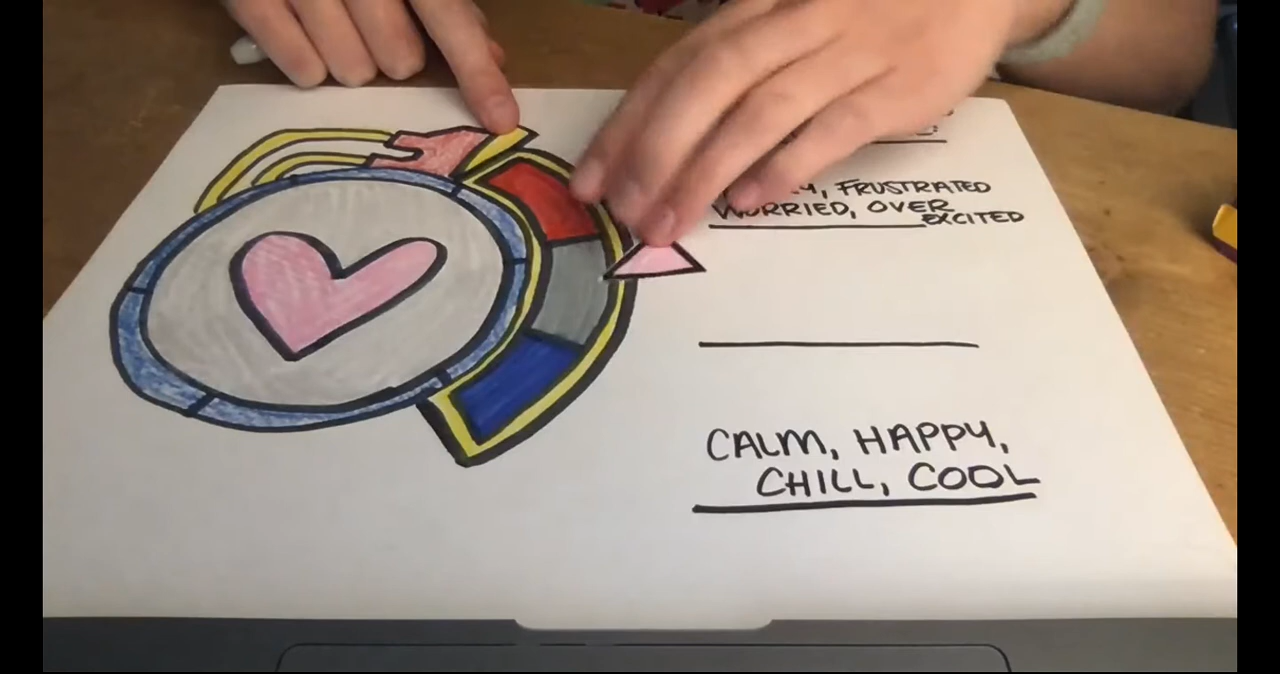 FRUSTRATED
WORRIED, OVER
EXCITED
CALM, HAPPY,
CHILL, COOL